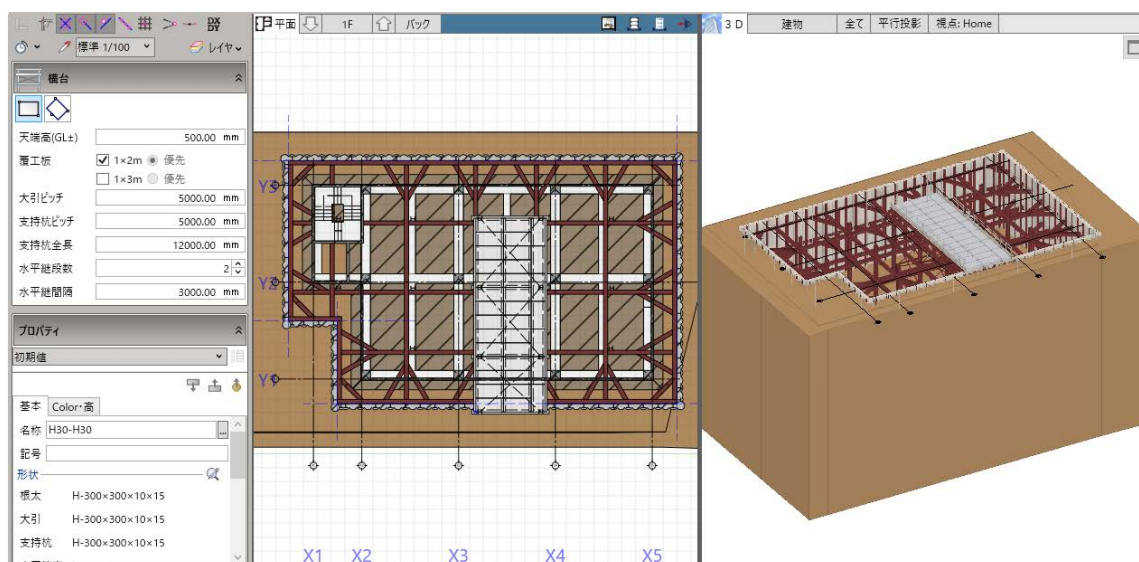 平面 1F パック 3 D 建物 全て 平行投影 視点: Home
標準 1/100 レイヤ
構台
天端高(GL±) 500.00 mm
覆工板 1×2m 優先
1×3m 優先
大引ピッチ 5000.00 mm
支持杭ピッチ 5000.00 mm
支持杭全長 12000.00 mm
水平継段数 2
水平継間隔 3000.00 mm
プロパティ
初期値
基本 Color・高
名称 H30-H30 ...
記号
形状
根太 H-300×300×10×15
大引 H-300×300×10×15
支持杭 H-300×300×10×15
Y3
Y2
Y1
X1 X2 X3 X4 X5